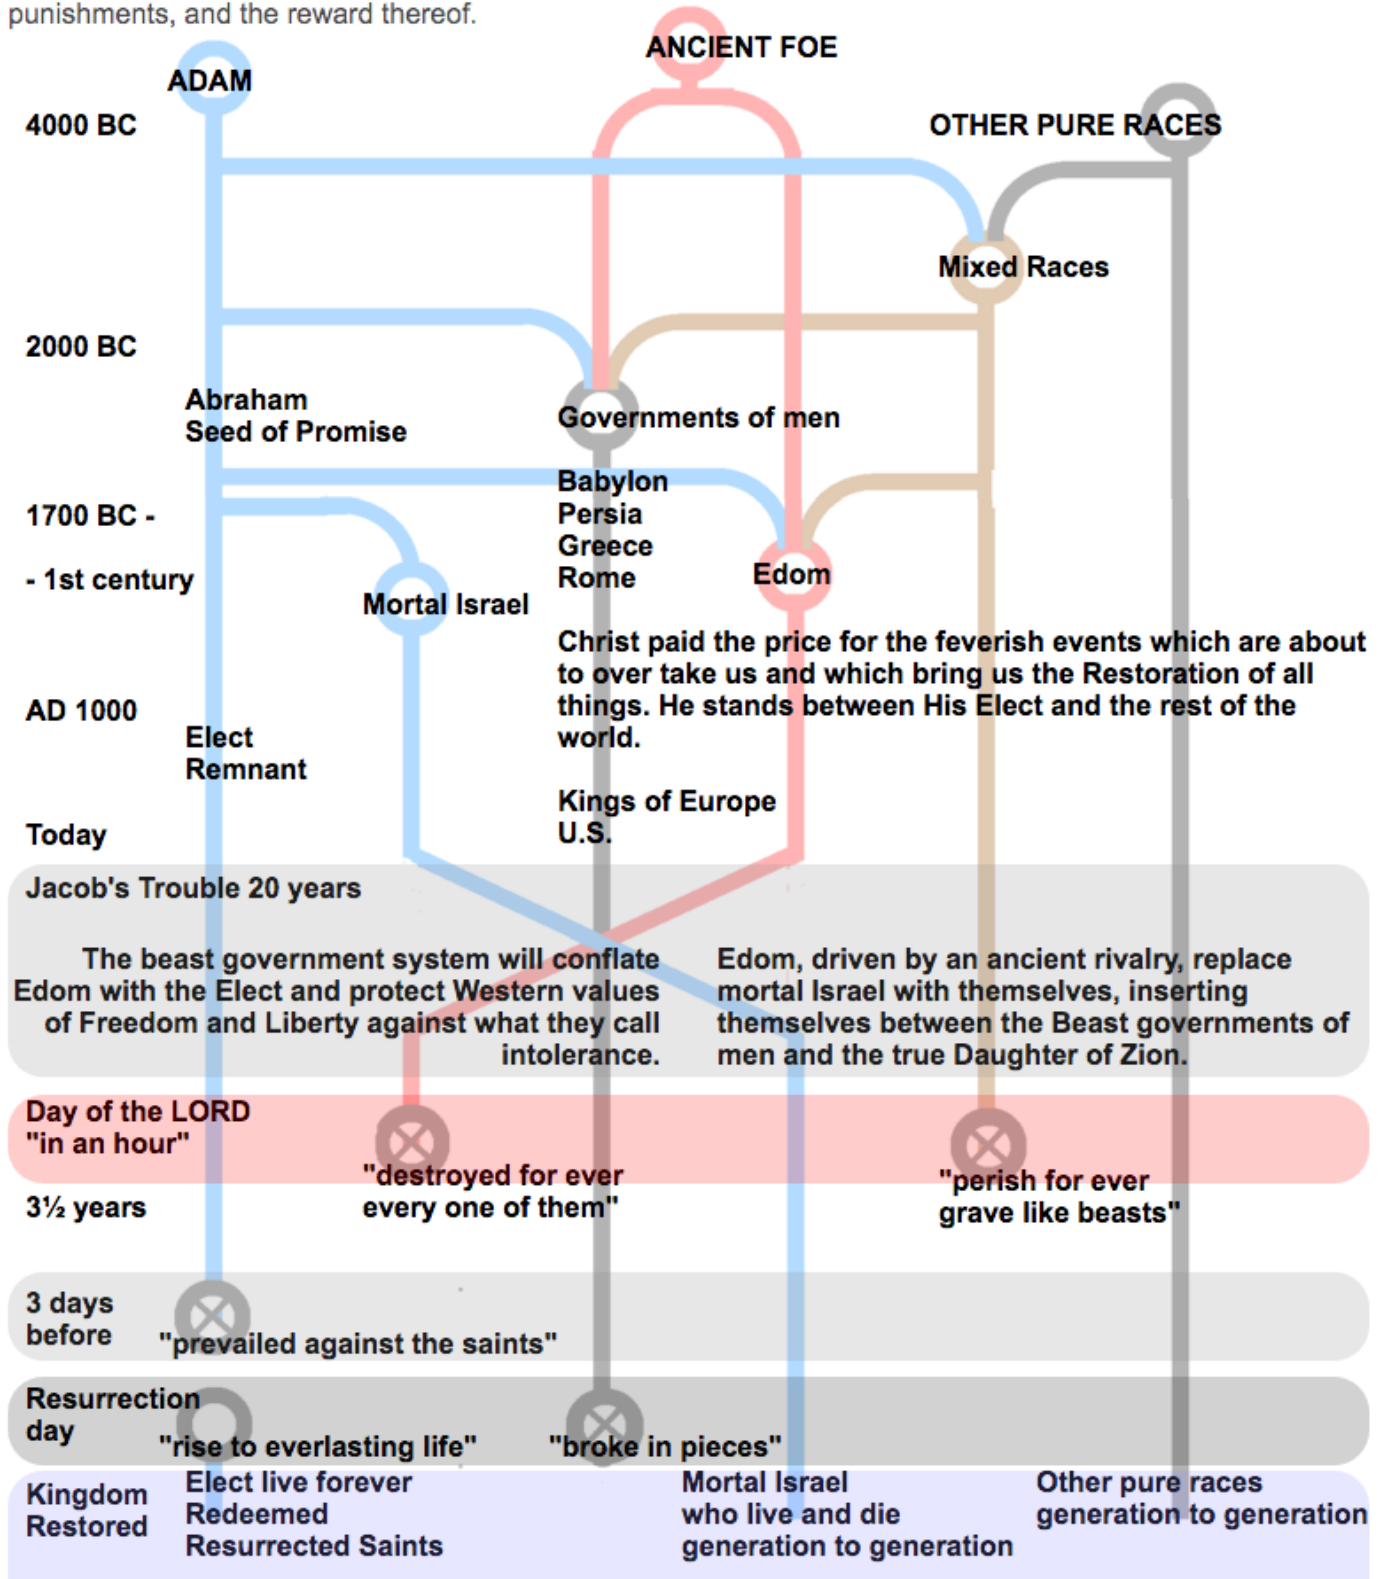 punishments, and the reward thereof.
ANCIENT FOE
ADAM
4000 BC
OTHER PURE RACES
Mixed Races
2000 BC
Abraham
Seed of Promise
Governments of men
Babylon
Persia
Greece
Rome
1700 BC -
- 1st century
Edom
Mortal Israel
Christ paid the price for the feverish events which are about
to over take us and which bring us the Restoration of all
things. He stands between His Elect and the rest of the
world.
AD 1000
Elect
Remnant
Kings of Europe
U.S.
Today
Jacob's Trouble 20 years
The beast government system will conflate
Edom with the Elect and protect Western values
of Freedom and Liberty against what they call
intolerance.
Edom, driven by an ancient rivalry, replace
mortal Israel with themselves, inserting
themselves between the Beast governments of
men and the true Daughter of Zion.
Day of the LORD
"in an hour"
"destroyed for ever
every one of them"
"perish for ever
grave like beasts"
3½ years
3 days
before
"prevailed against the saints"
Resurrection
day
"rise to everlasting life"
"broke in pieces"
Kingdom
Restored
Elect live forever
Redeemed
Resurrected Saints
Mortal Israel
who live and die
generation to generation
Other pure races
generation to generation